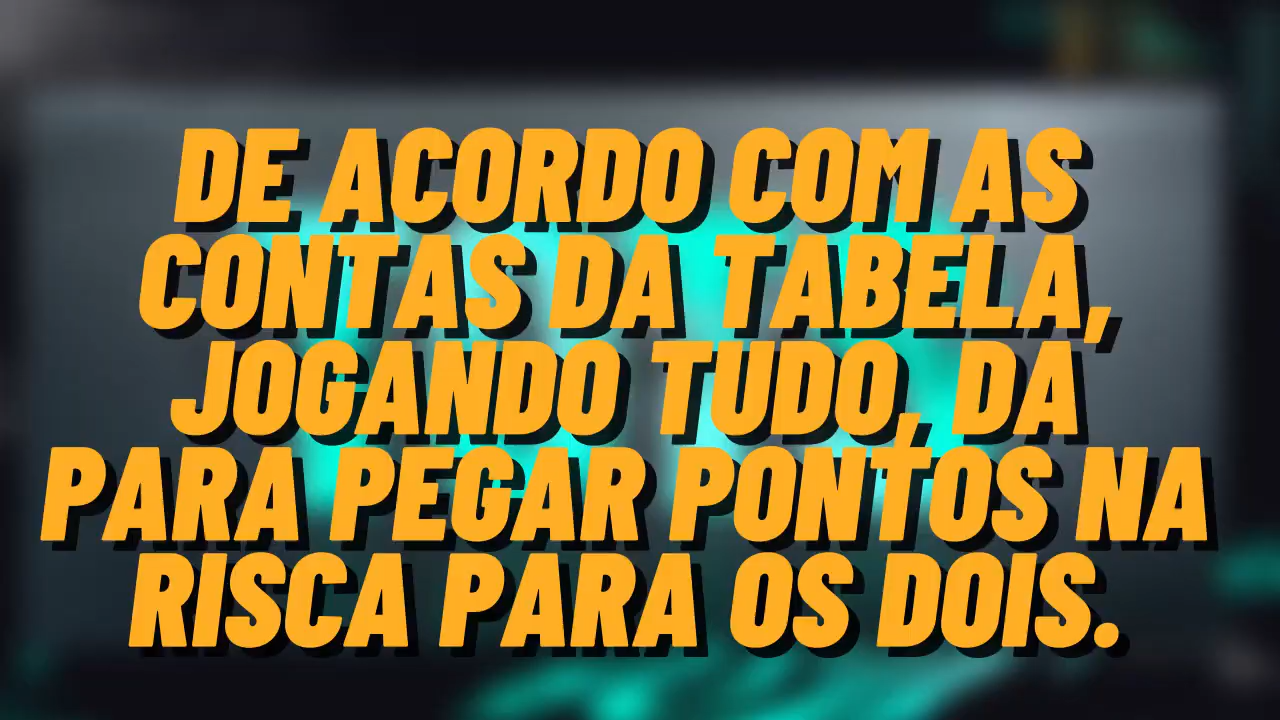 DE ACORDO COM AS
CONTAS DA TABELA,
JOGANDO TUDO, DA
PARA PEGAR PONTOS NA
RISCA PARA OS DOIS.